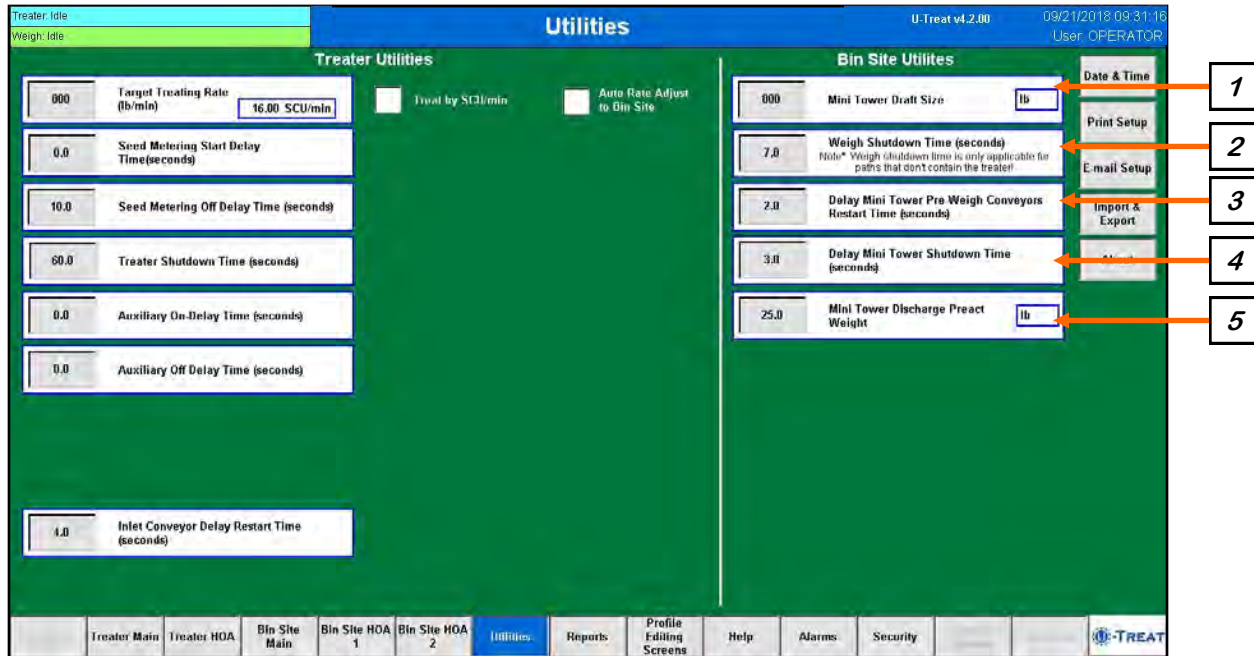 Treater: Idle
Weigh: Idle
Utilities
U-Treat v4.2.00
09/21/2018 09:31:16
User: OPERATOR
Treater Utilities
000
Target Treating Rate
(lb/min)
16.00 SCU/min
Treat by SCU/min
Auto Rate Adjust
to Bin Site
0.0
Seed Metering Start Delay
Time(seconds)
10.0
Seed Metering Off Delay Time (seconds)
60.0
Treater Shutdown Time (seconds)
0.0
Auxiliary On-Delay Time (seconds)
0.0
Auxiliary Off Delay Time (seconds)
4.0
Inlet Conveyor Delay Restart Time
(seconds)
Bin Site Utilites
000
Mini Tower Draft Size
lb
7.0
Weigh Shutdown Time (seconds)
Note* Weigh shutdown time is only applicable for
paths that don't contain the treater!
2.0
Delay Mini Tower Pre Weigh Conveyors
Restart Time (seconds)
3.0
Delay Mini Tower Shutdown Time
(seconds)
25.0
Mini Tower Discharge Preact
Weight
lb
Date & Time
Print Setup
E-mail Setup
Import &
Export
1
2
3
4
5
Treater Main
Treater HOA
Bin Site
Main
Bin Site HOA
1
Bin Site HOA
2
Utilities
Reports
Profile
Editing
Screens
Help
Alarms
Security
U-TREAT